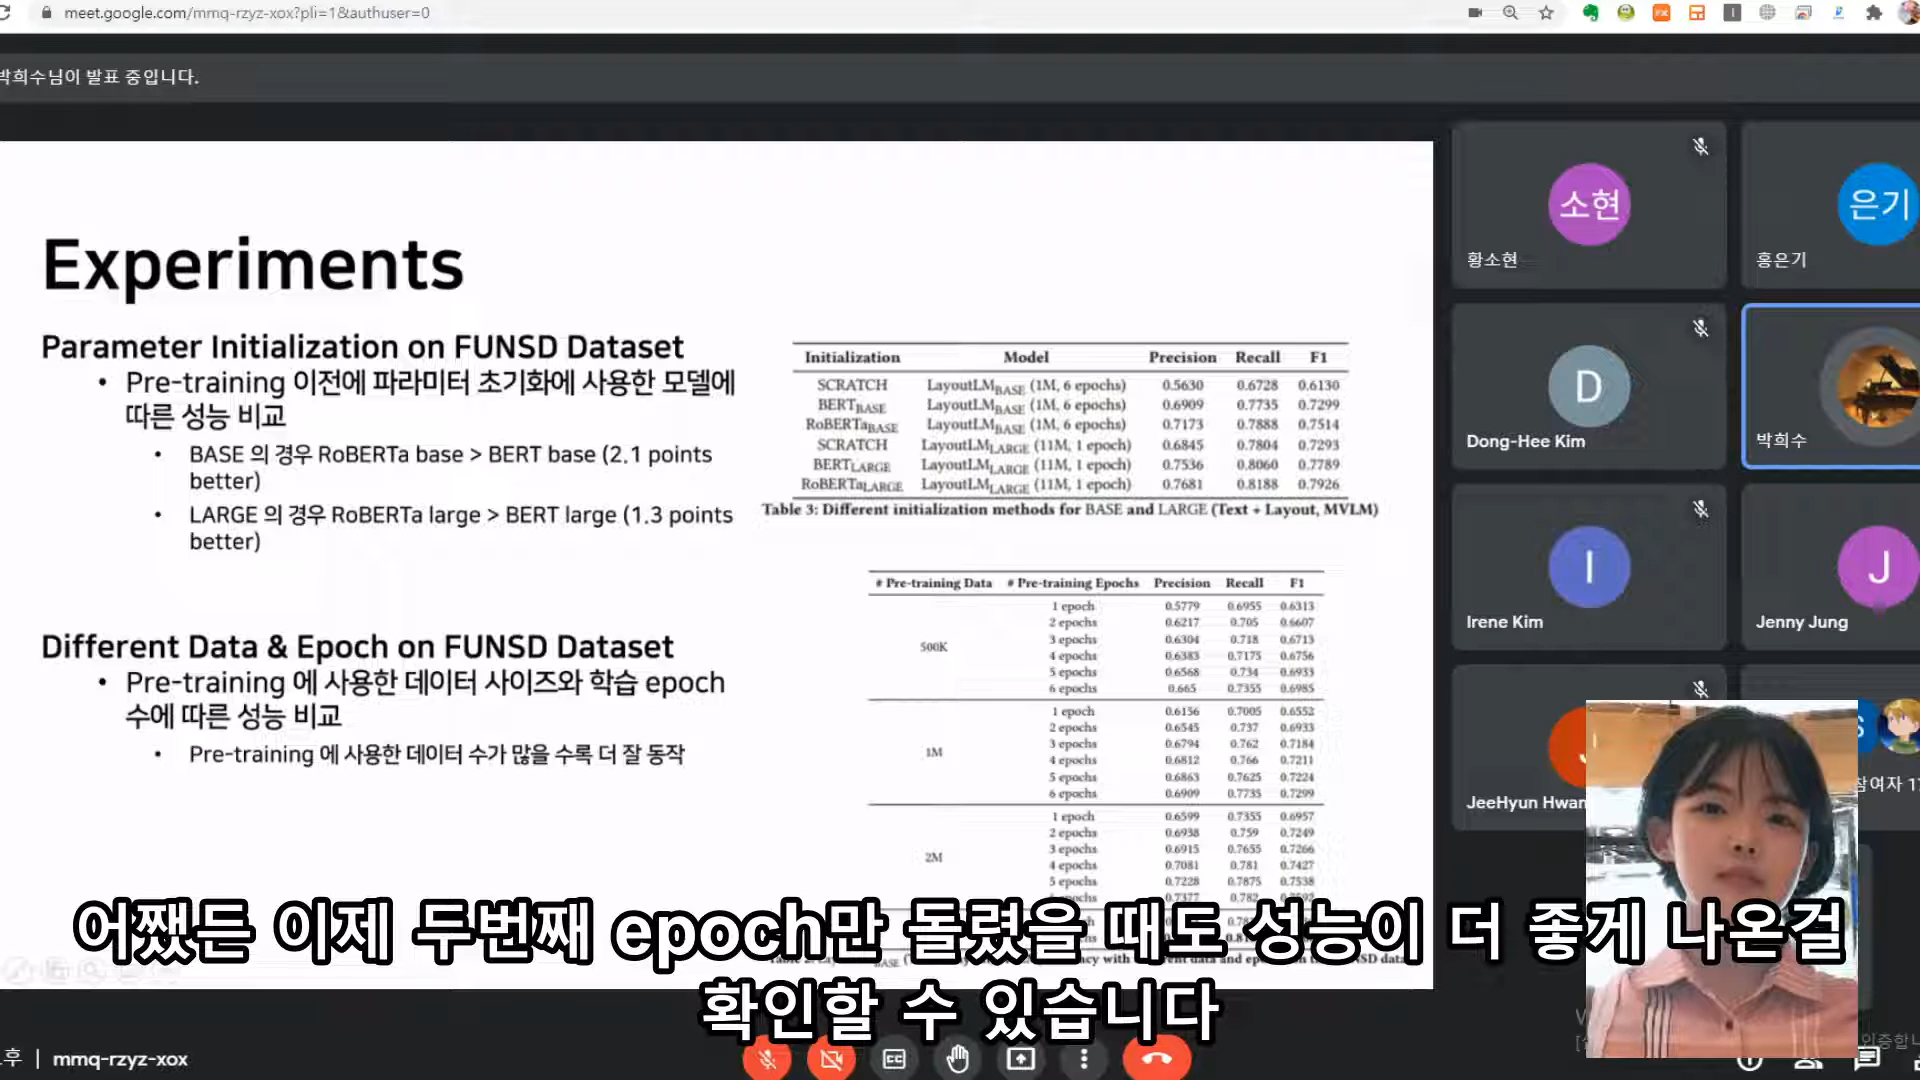 meet.google.com/mmq-rzyz-xox?pli=1&authuser=0
박희수님이 발표 중입니다.
Experiments
Parameter Initialization on FUNSD Dataset
• Pre-training 이전에 파라미터 초기화에 사용한 모델에
따른 성능 비교
• BASE 의 경우 RoBERTa base > BERT base (2.1 points
better)
• LARGE 의 경우 RoBERTa large > BERT large (1.3 points
better)
Different Data & Epoch on FUNSD Dataset
• Pre-training 에 사용한 데이터 사이즈와 학습 epoch
수에 따른 성능 비교
• Pre-training 에 사용한 데이터 수가 많을 수록 더 잘 동작
Initialization Model Precision Recall F1
SCRATCH LayoutLMBASE (1M, 6 epochs) 0.5630 0.6728 0.6130
BERTBASE LayoutLMBASE (1M, 6 epochs) 0.6909 0.7735 0.7299
RoBERTaBASE LayoutLMBASE (1M, 6 epochs) 0.7173 0.7888 0.7514
SCRATCH LayoutLMLARGE (11M, 1 epoch) 0.6845 0.7804 0.7293
BERTLARGE LayoutLMLARGE (11M, 1 epoch) 0.7536 0.8060 0.7789
RoBERTaLARGE LayoutLMLARGE (11M, 1 epoch) 0.7681 0.8188 0.7926
Table 3: Different initialization methods for BASE and LARGE (Text + Layout, MVLM)
# Pre-training Data # Pre-training Epochs Precision Recall F1
500K
1 epoch 0.5779 0.6955 0.6313
2 epochs 0.6217 0.705 0.6607
3 epochs 0.6304 0.718 0.6713
4 epochs 0.6383 0.7175 0.6756
5 epochs 0.6568 0.734 0.6933
6 epochs 0.665 0.7355 0.6985
1M
1 epoch 0.6156 0.7005 0.6552
2 epochs 0.6545 0.737 0.6933
3 epochs 0.6794 0.762 0.7184
4 epochs 0.6812 0.766 0.7211
5 epochs 0.6863 0.7625 0.7224
6 epochs 0.6909 0.7735 0.7299
2M
1 epoch 0.6599 0.7355 0.6957
2 epochs 0.6938 0.759 0.7249
3 epochs 0.6915 0.7655 0.7266
4 epochs 0.7081 0.781 0.7427
5 epochs 0.7228 0.7875 0.7538
소현
황소현
은기
홍은기
D
Dong-Hee Kim
박희수
I
Irene Kim
J
Jenny Jung
JeeHyun Hwan
어쨌든 이제 두번째 epoch만 돌렸을 때도 성능이 더 좋게 나온걸
확인할 수 있습니다
mmq-rzyz-xox